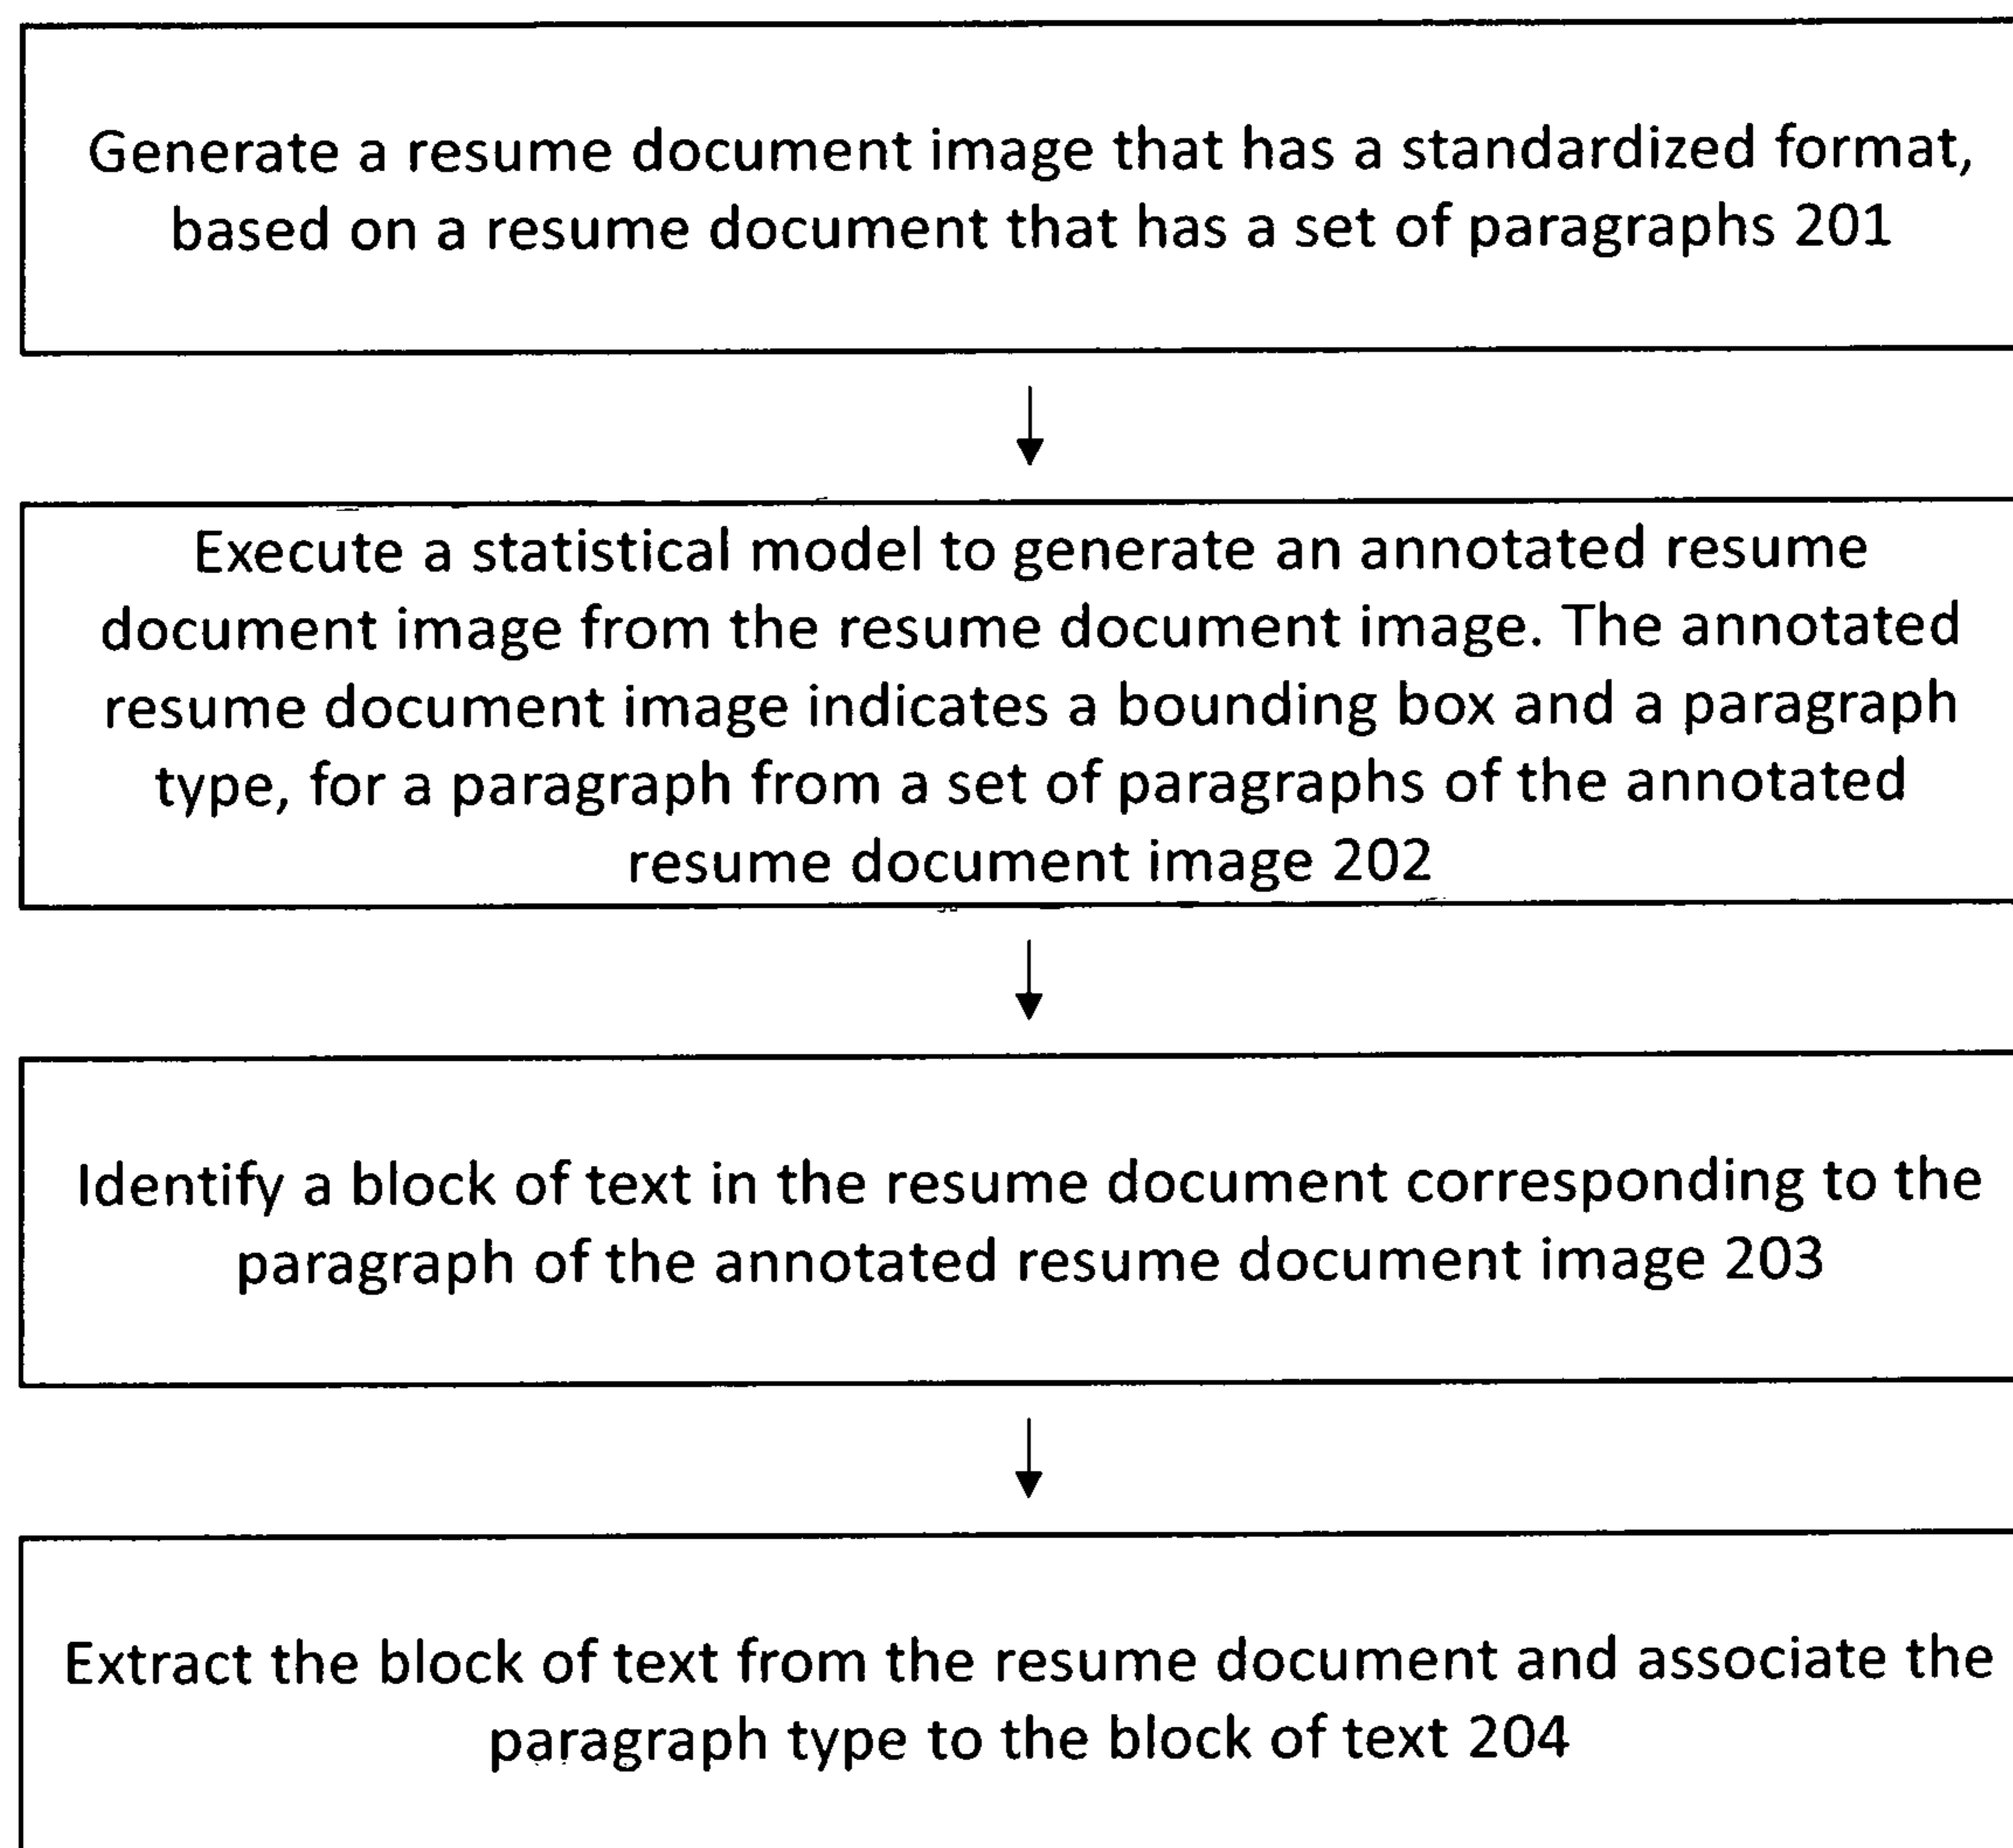 Generate a resume document image that has a standardized format,
based on a resume document that has a set of paragraphs 201
Execute a statistical model to generate an annotated resume
document image from the resume document image. The annotated
resume document image indicates a bounding box and a paragraph
type, for a paragraph from a set of paragraphs of the annotated
resume document image 202
Identify a block of text in the resume document corresponding to the
paragraph of the annotated resume document image 203
Extract the block of text from the resume document and associate the
paragraph type to the block of text 204